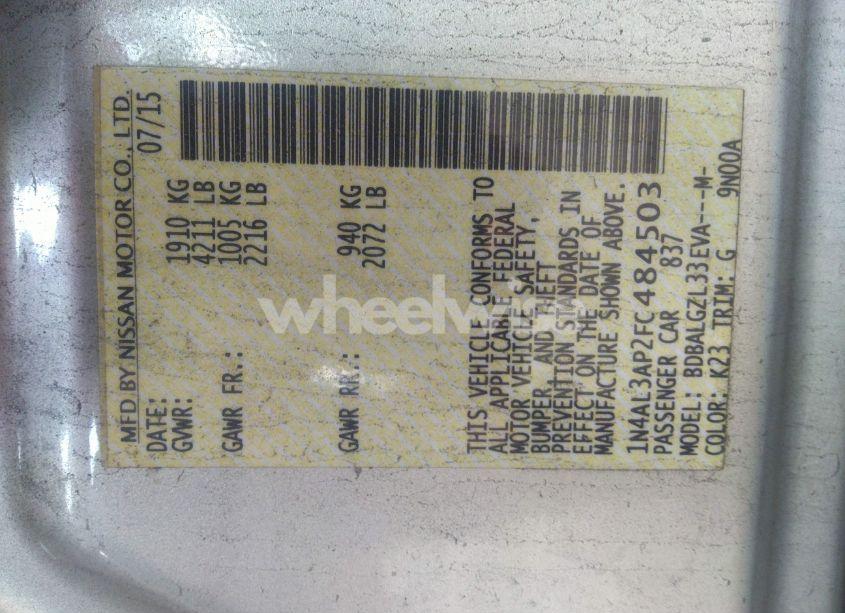 MFD BY NISSAN MOTOR CO., LTD.
DATE: 07/15
GVWR: 1910 KG
4211 LB
GAWR FR.: 1005 KG
2216 LB
GAWR RR.: 940 KG
2072 LB
THIS VEHICLE CONFORMS TO
ALL APPLICABLE FEDERAL
MOTOR VEHICLE SAFETY,
BUMPER AND THEFT
PREVENTION STANDARDS IN
EFFECT ON THE DATE OF
MANUFACTURE SHOWN ABOVE.
1N4AL3AP2FC484503
PASSENGER CAR 837
MODEL: BDBALGZL33EVA---M-
COLOR: K23 TRIM: G 9N00A
wheelwise